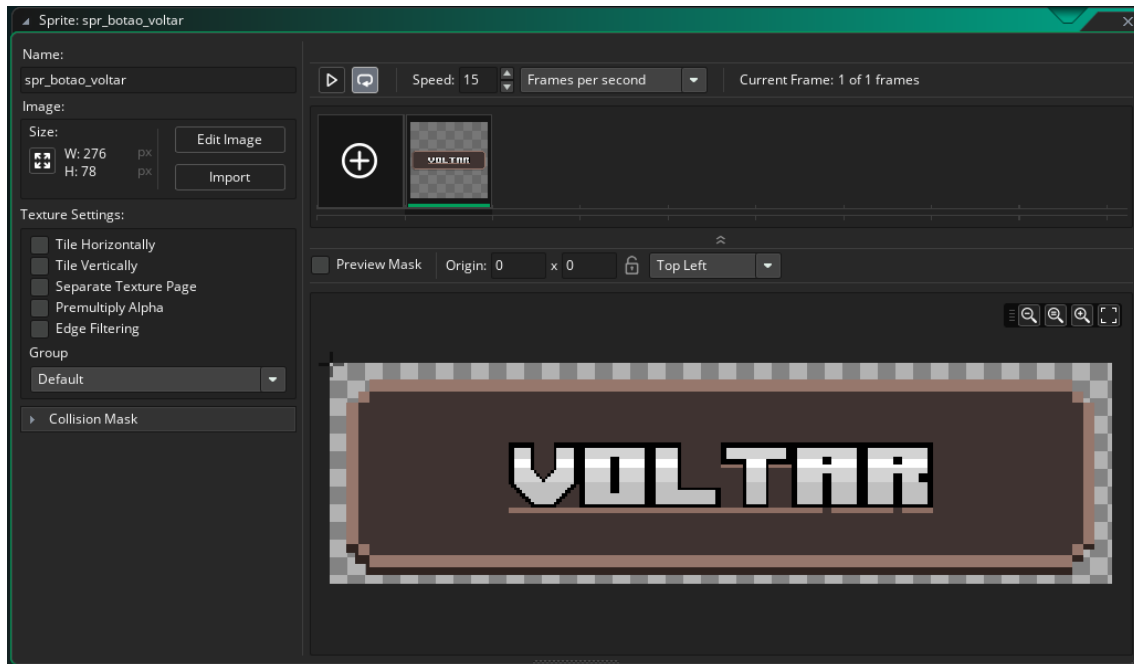 Sprite: spr_botao_voltar
Name:
spr_botao_voltar
Image:
Size:
W: 276 px
H: 78 px
Edit Image
Import
Texture Settings:
Tile Horizontally
Tile Vertically
Separate Texture Page
Premultiply Alpha
Edge Filtering
Group
Default
Collision Mask
Speed: 15 Frames per second Current Frame: 1 of 1 frames
VOLTAR
Preview Mask Origin: 0 x 0 Top Left
VOLTAR